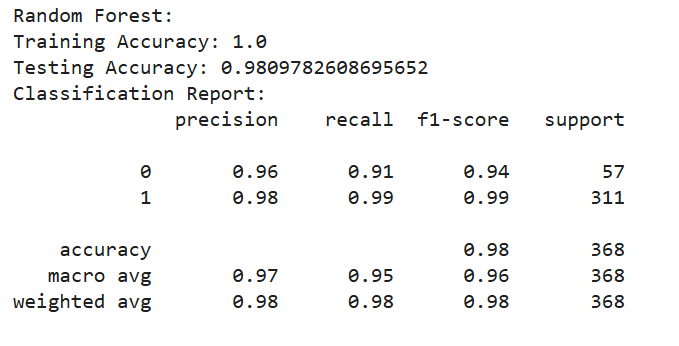 Random Forest:
Training Accuracy: 1.0
Testing Accuracy: 0.9809782608695652
Classification Report:
precision recall f1-score support
0 0.96 0.91 0.94 57
1 0.98 0.99 0.99 311
accuracy 0.98 368
macro avg 0.97 0.95 0.96 368
weighted avg 0.98 0.98 0.98 368